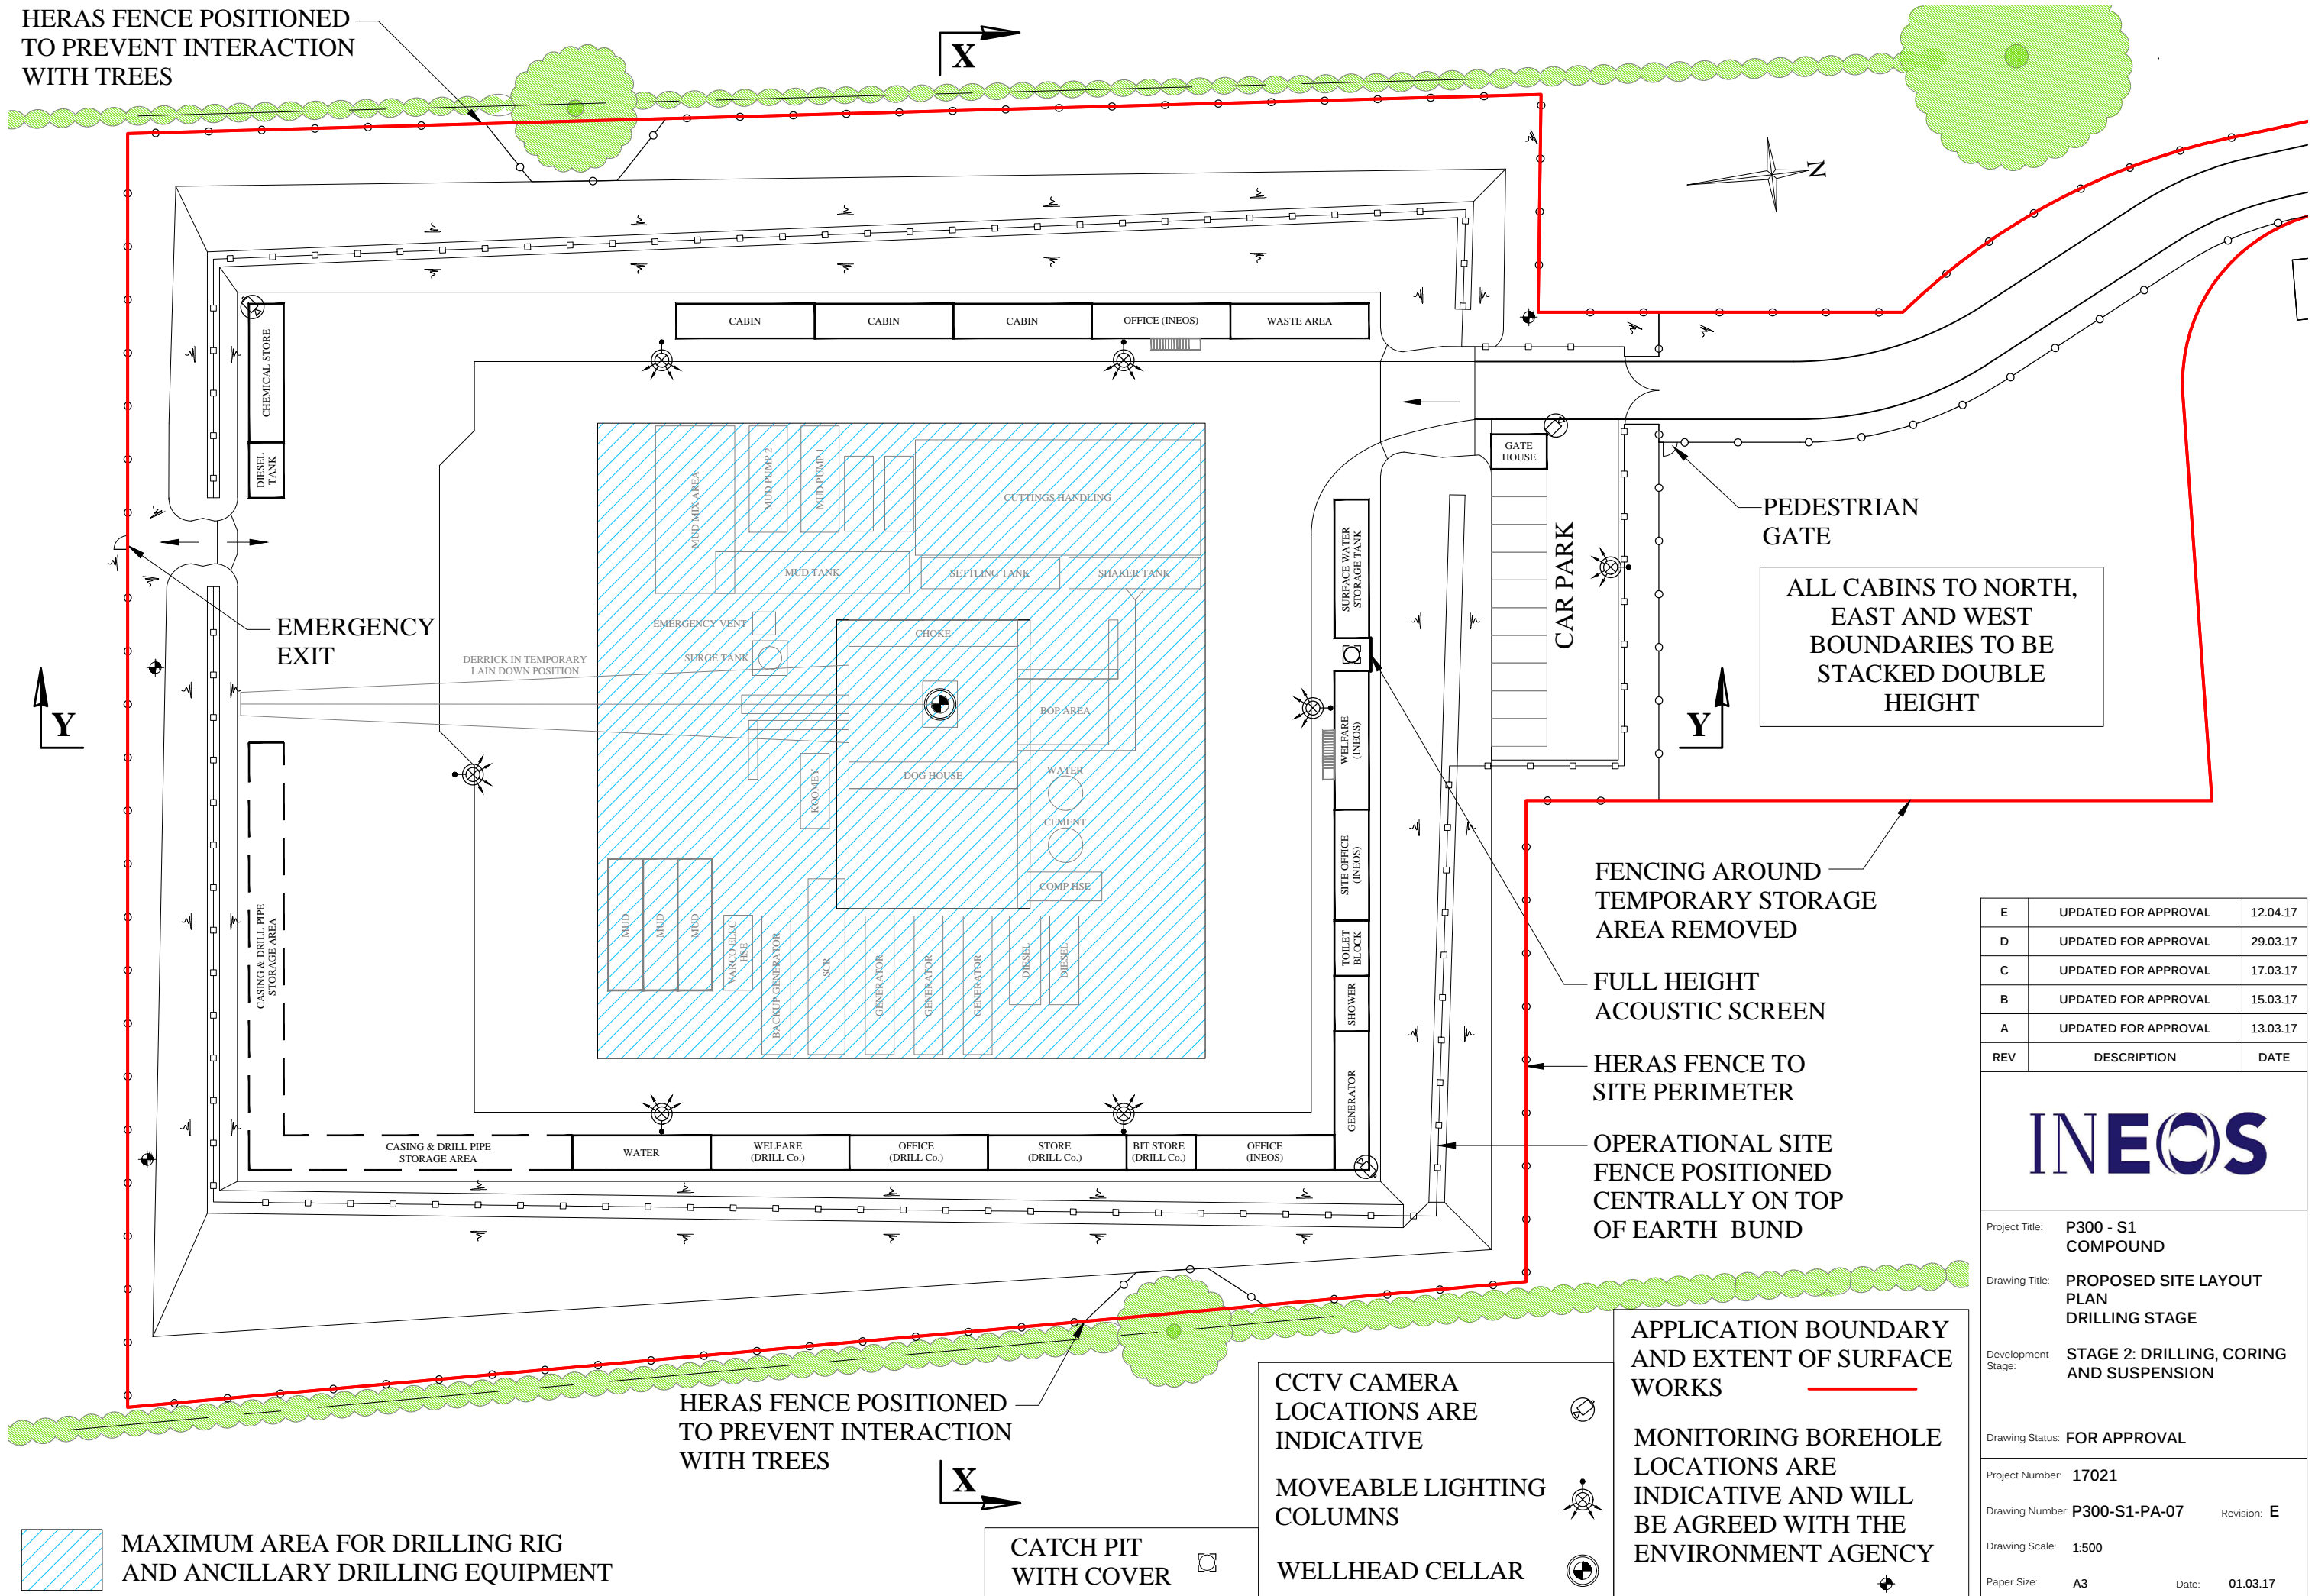 HERAS FENCE POSITIONED
TO PREVENT INTERACTION
WITH TREES
X
N
CABIN
CABIN
CABIN
OFFICE (INEOS)
WASTE AREA
CHEMICAL STORE
DIESEL
TANK
GATE
HOUSE
MUD MIX AREA
MUD PUMP 2
MUD PUMP 1
CUTTINGS HANDLING
MUD TANK
SETTLING TANK
SHAKER TANK
SURFACE WATER
STORAGE TANK
CAR PARK
PEDESTRIAN
GATE
ALL CABINS TO NORTH,
EAST AND WEST
BOUNDARIES TO BE
STACKED DOUBLE
HEIGHT
EMERGENCY
EXIT
EMERGENCY VENT
CHOKE
SURGE TANK
DERRICK IN TEMPORARY
LAIN DOWN POSITION
Y
Y
BOP AREA
WELFARE
(INEOS)
DOG HOUSE
WATER
KOOMEY
CEMENT
SITE OFFICE
(INEOS)
COMP HSE
MUD
MUD
MUD
VARCO ELEC
HSE
BACKUP GENERATOR
SCR
GENERATOR
GENERATOR
GENERATOR
DIESEL
DIESEL
TOILET
BLOCK
SHOWER
GENERATOR
CASING & DRILL PIPE
STORAGE AREA
CASING & DRILL PIPE
STORAGE AREA
WATER
WELFARE
(DRILL Co.)
OFFICE
(DRILL Co.)
STORE
(DRILL Co.)
BIT STORE
(DRILL Co.)
OFFICE
(INEOS)
FENCING AROUND
TEMPORARY STORAGE
AREA REMOVED
FULL HEIGHT
ACOUSTIC SCREEN
HERAS FENCE TO
SITE PERIMETER
OPERATIONAL SITE
FENCE POSITIONED
CENTRALLY ON TOP
OF EARTH BUND
HERAS FENCE POSITIONED
TO PREVENT INTERACTION
WITH TREES
X
MAXIMUM AREA FOR DRILLING RIG
AND ANCILLARY DRILLING EQUIPMENT
CATCH PIT
WITH COVER
CCTV CAMERA
LOCATIONS ARE
INDICATIVE
MOVEABLE LIGHTING
COLUMNS
WELLHEAD CELLAR
APPLICATION BOUNDARY
AND EXTENT OF SURFACE
WORKS
MONITORING BOREHOLE
LOCATIONS ARE
INDICATIVE AND WILL
BE AGREED WITH THE
ENVIRONMENT AGENCY
E UPDATED FOR APPROVAL 12.04.17
D UPDATED FOR APPROVAL 29.03.17
C UPDATED FOR APPROVAL 17.03.17
B UPDATED FOR APPROVAL 15.03.17
A UPDATED FOR APPROVAL 13.03.17
REV DESCRIPTION DATE
INEOS
Project Title: P300 - S1
COMPOUND
Drawing Title: PROPOSED SITE LAYOUT
PLAN
DRILLING STAGE
Development
Stage: STAGE 2: DRILLING, CORING
AND SUSPENSION
Drawing Status: FOR APPROVAL
Project Number: 17021
Drawing Number: P300-S1-PA-07 Revision: E
Drawing Scale: 1:500
Paper Size: A3 Date: 01.03.17